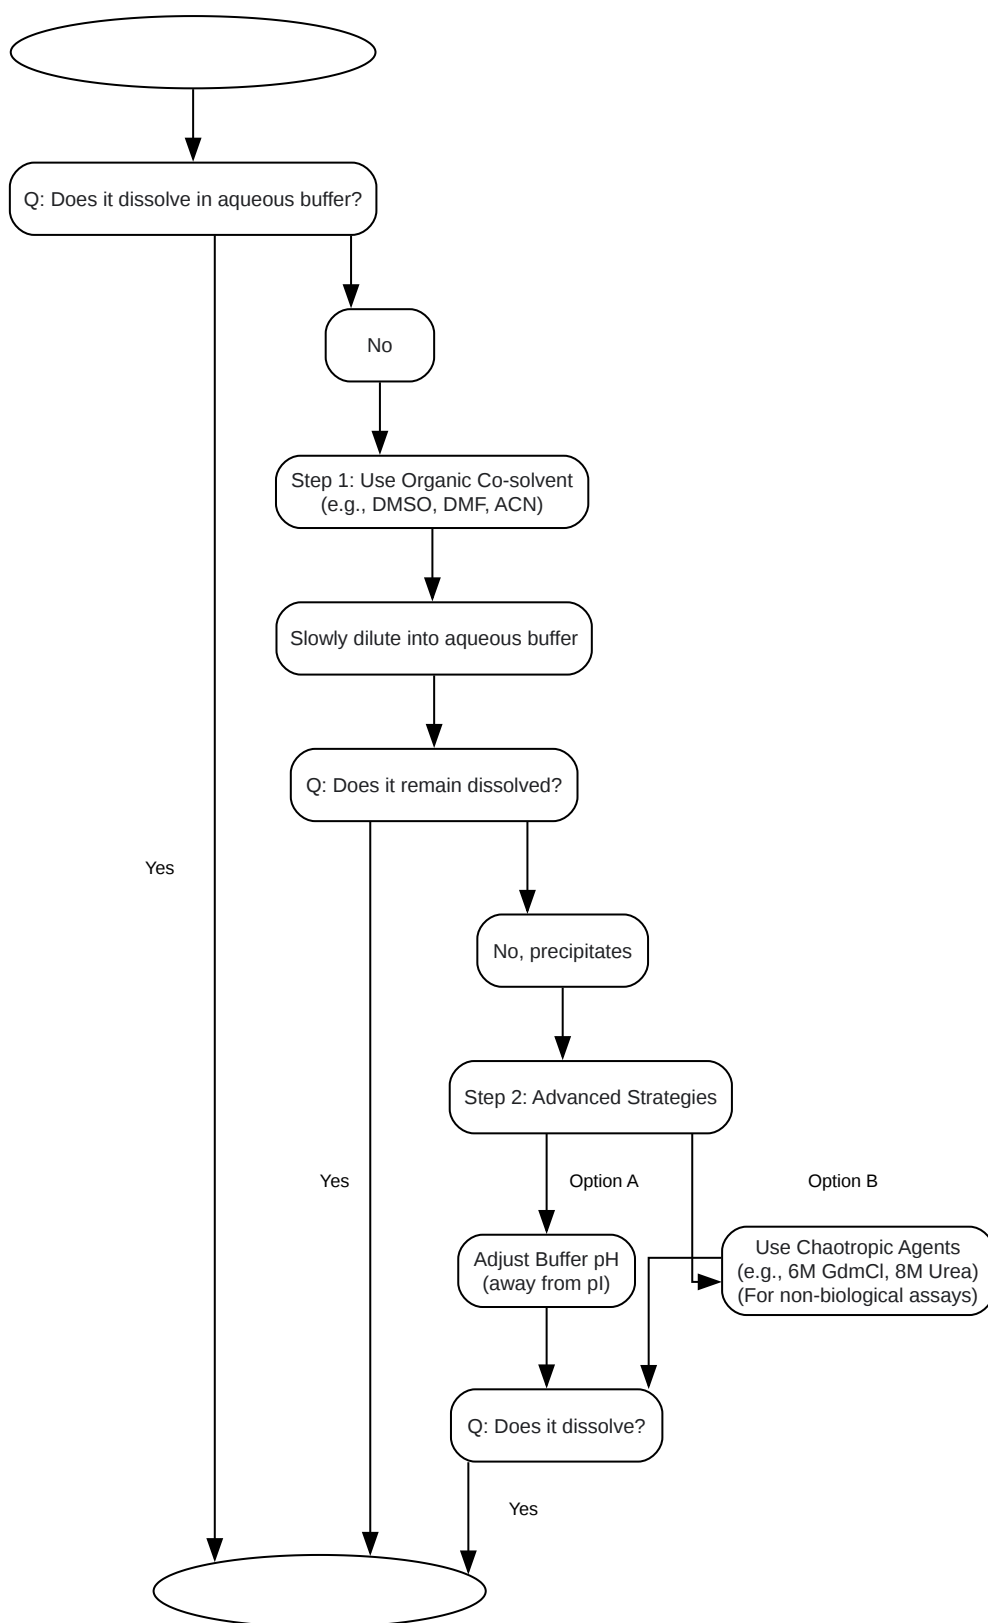 Q: Does it dissolve in aqueous buffer?
No
Step 1: Use Organic Co-solvent
(e.g., DMSO, DMF, ACN)
Slowly dilute into aqueous buffer
Q: Does it remain dissolved?
Yes
No, precipitates
Step 2: Advanced Strategies
Yes
Option A
Option B
Adjust Buffer pH
(away from pI)
Use Chaotropic Agents
(e.g., 6M GdmCl, 8M Urea)
(For non-biological assays)
Q: Does it dissolve?
Yes